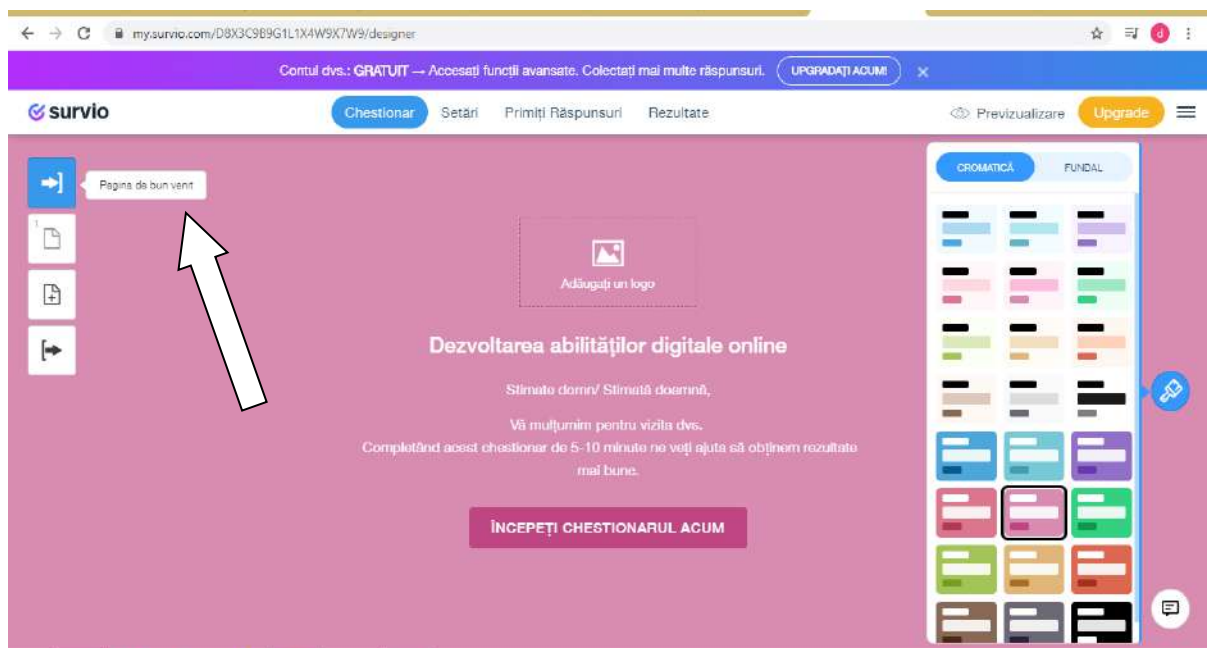 my.survio.com/D8X3C9B9G1L1X4W9X7W9/designer
d
Contul dvs.: GRATUIT — Accesați funcții avansate. Colectați mai multe răspunsuri.
UPGRADAȚI ACUM!
survio
Chestionar
Setări
Primiți Răspunsuri
Rezultate
Previzualizare
Upgrade
Pagina de bun venit
1
CROMATICĂ
FUNDAL
Adăugați un logo
Dezvoltarea abilităților digitale online
Stimate domn/ Stimată doamnă,
Vă mulțumim pentru vizita dvs.
Completând acest chestionar de 5-10 minute ne veți ajuta să obținem rezultate
mai bune.
ÎNCEPEȚI CHESTIONARUL ACUM